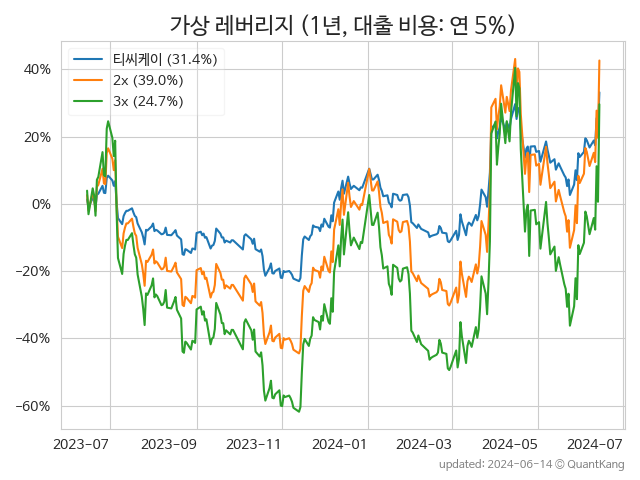 가상 레버리지 (1년, 대출 비용: 연 5%)
티씨케이 (31.4%)
2x (39.0%)
3x (24.7%)
40%
20%
0%
−20%
−40%
−60%
2023-07 2023-09 2023-11 2024-01 2024-03 2024-05 2024-07
updated: 2024-06-14 © QuantKang